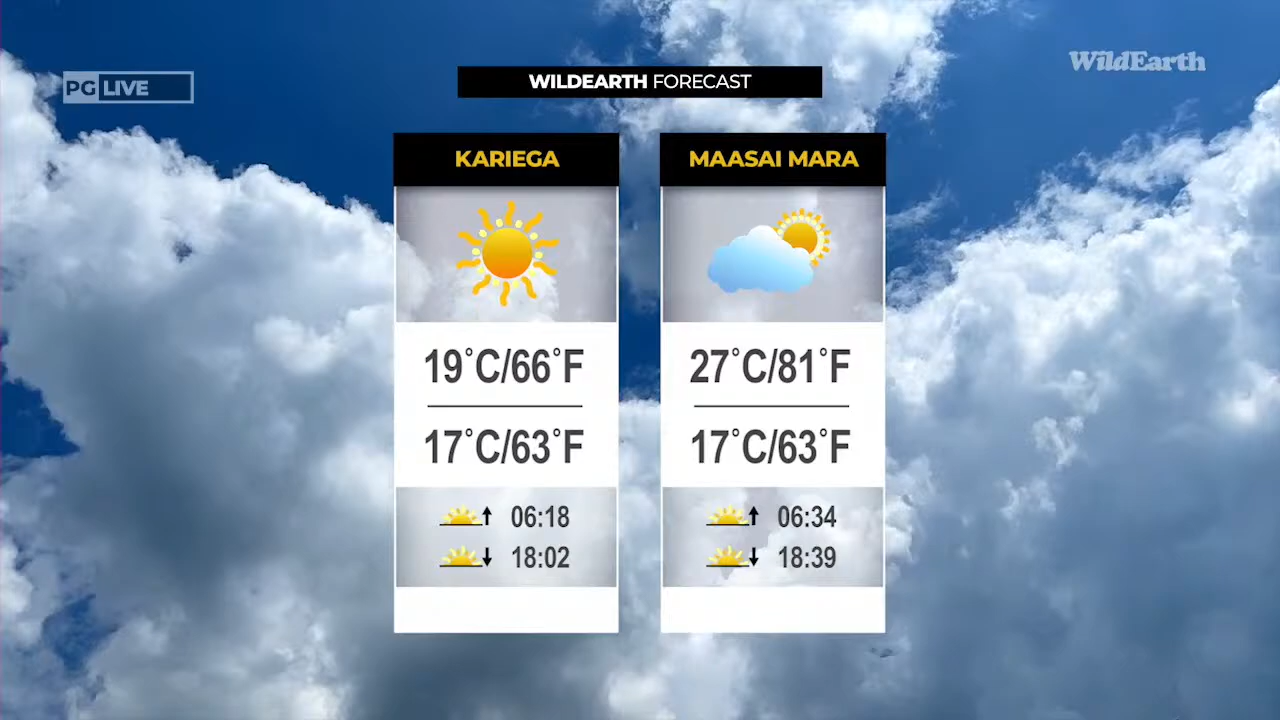 PG LIVE
WildEarth
WILDEARTH FORECAST
KARIEGA
19°C/66°F
17°C/63°F
06:18
18:02
MAASAI MARA
27°C/81°F
17°C/63°F
06:34
18:39